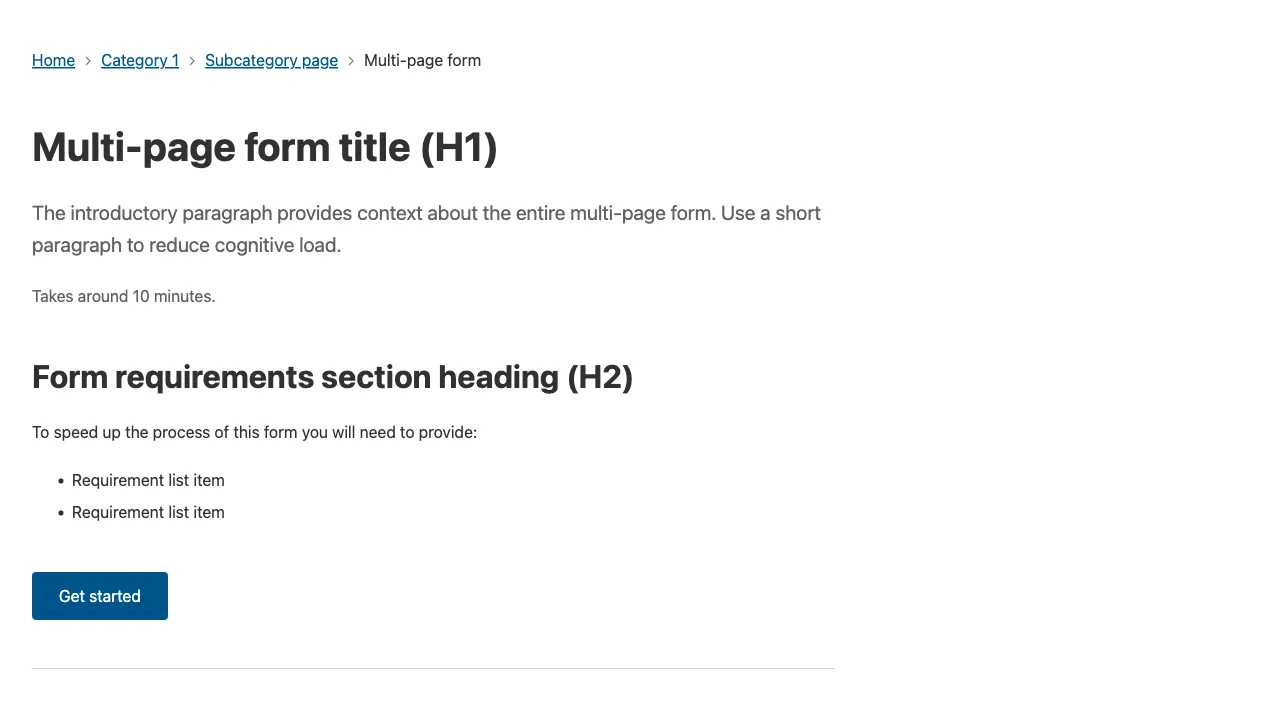 Home > Category 1 > Subcategory page > Multi-page form
Multi-page form title (H1)
The introductory paragraph provides context about the entire multi-page form. Use a short
paragraph to reduce cognitive load.
Takes around 10 minutes.
Form requirements section heading (H2)
To speed up the process of this form you will need to provide:
• Requirement list item
• Requirement list item
Get started